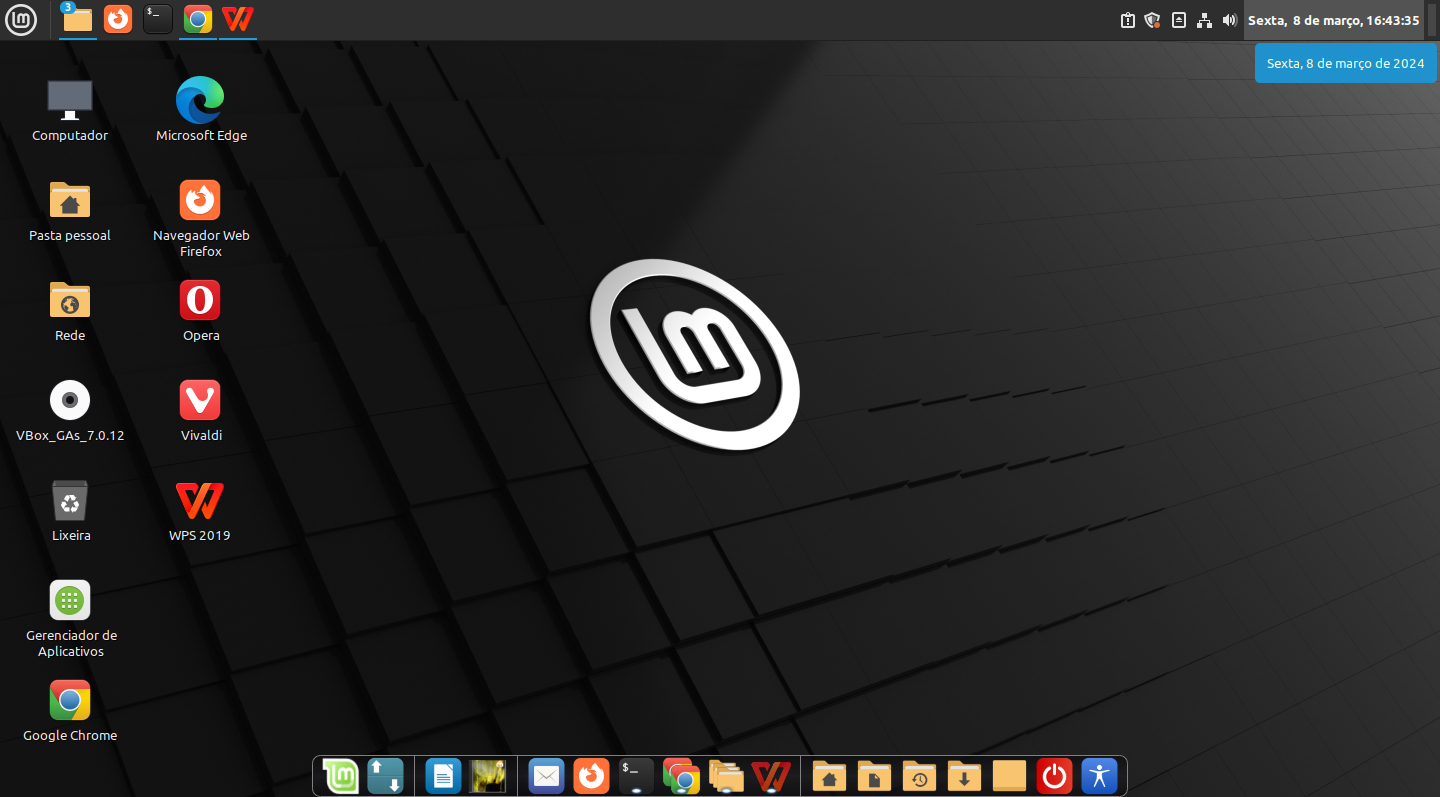 3
$_
Sexta,  8 de março, 16:43:35
Sexta, 8 de março de 2024
Computador
Microsoft Edge
Pasta pessoal
Navegador Web
Firefox
Rede
Opera
VBox_GAs_7.0.12
Vivaldi
Lixeira
WPS 2019
Gerenciador de
Aplicativos
Google Chrome
$_